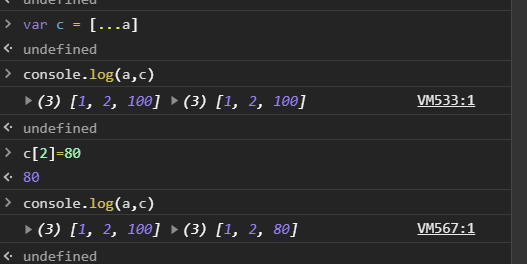 undefined
> var c = [...a]
<· undefined
> console.log(a,c)
▶(3) [1, 2, 100] ▶(3) [1, 2, 100] VM533:1
<· undefined
> c[2]=80
<· 80
> console.log(a,c)
▶(3) [1, 2, 100] ▶(3) [1, 2, 80] VM567:1
<· undefined